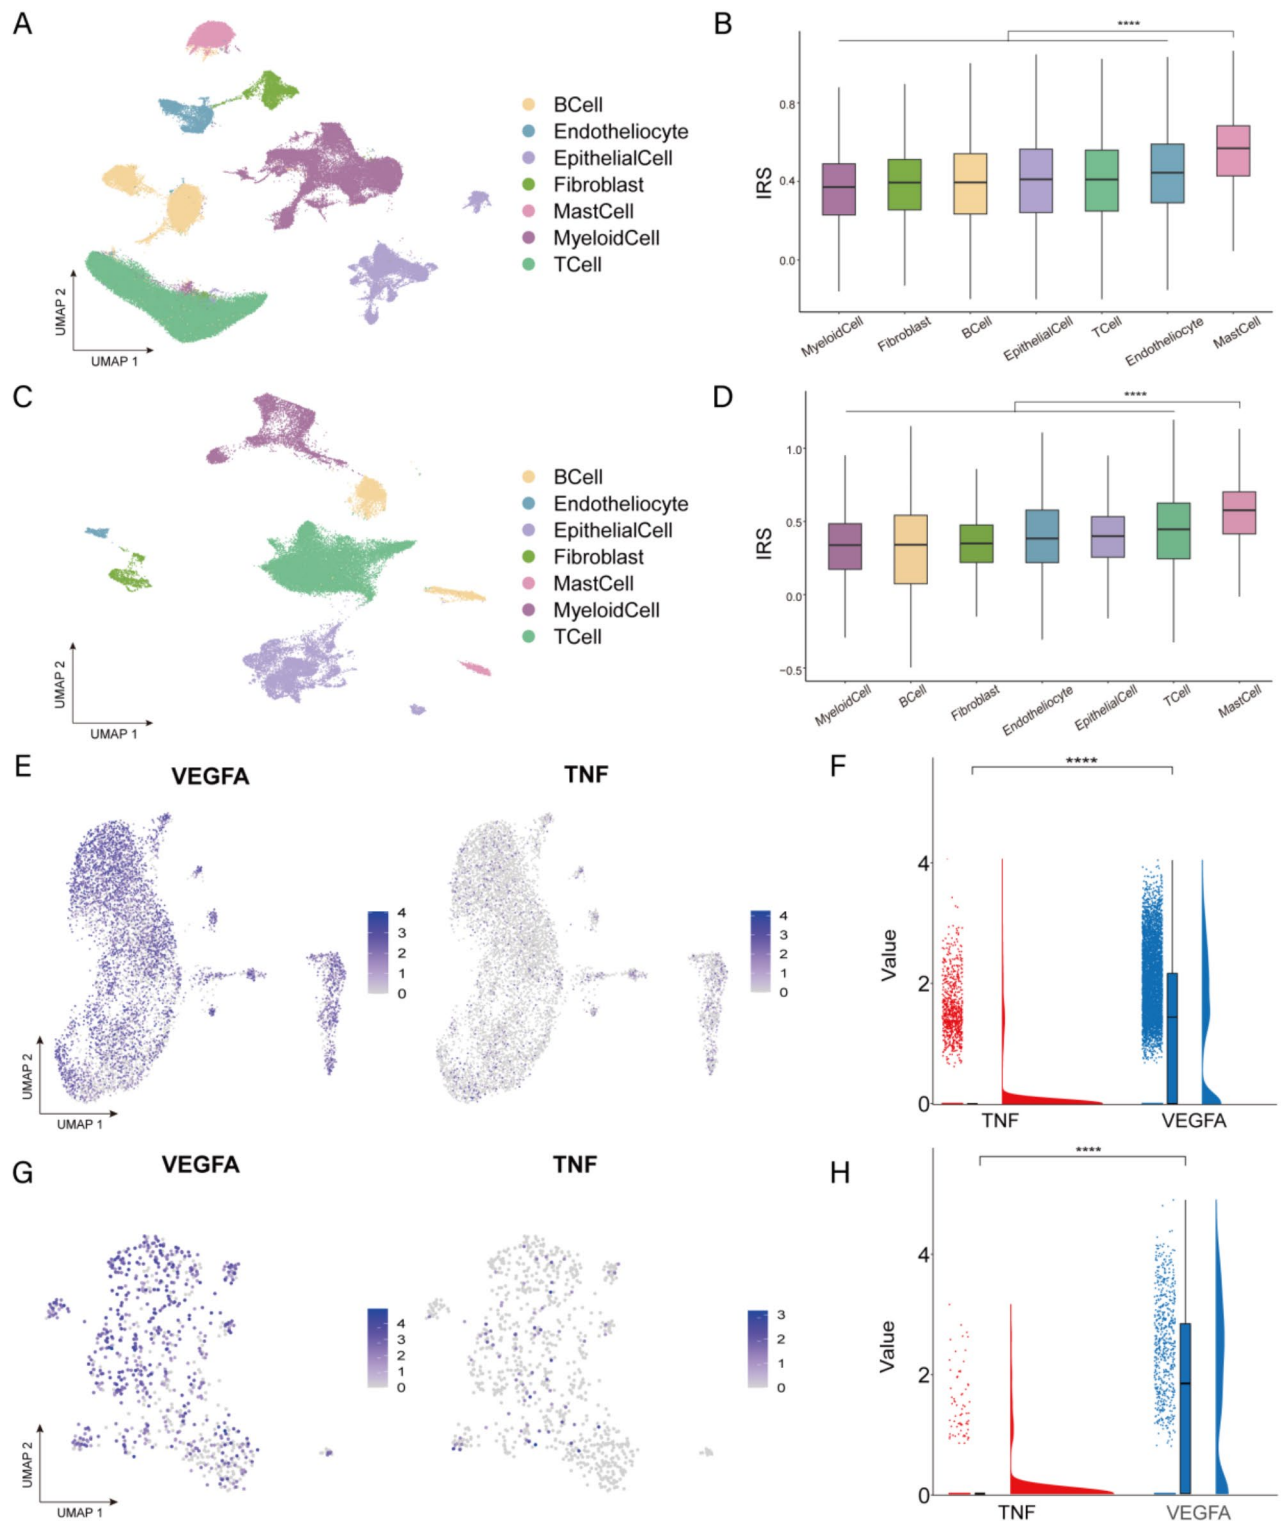 A
BCell
Endotheliocyte
EpithelialCell
Fibroblast
MastCell
MyeloidCell
TCell
UMAP 2
UMAP 1
B
****
IRS
0.8
0.4
0.0
MyeloidCell
Fibroblast
BCell
EpithelialCell
TCell
Endotheliocyte
MastCell
C
BCell
Endotheliocyte
EpithelialCell
Fibroblast
MastCell
MyeloidCell
TCell
UMAP 2
UMAP 1
D
****
IRS
1.0
0.5
0.0
−0.5
MyeloidCell
BCell
Fibroblast
Endotheliocyte
EpithelialCell
TCell
MastCell
E
VEGFA
4
3
2
1
0
UMAP 2
UMAP 1
TNF
4
3
2
1
0
F
****
Value
4
2
0
TNF
VEGFA
G
VEGFA
4
3
2
1
0
UMAP 2
UMAP 1
TNF
3
2
1
0
H
****
Value
4
2
0
TNF
VEGFA